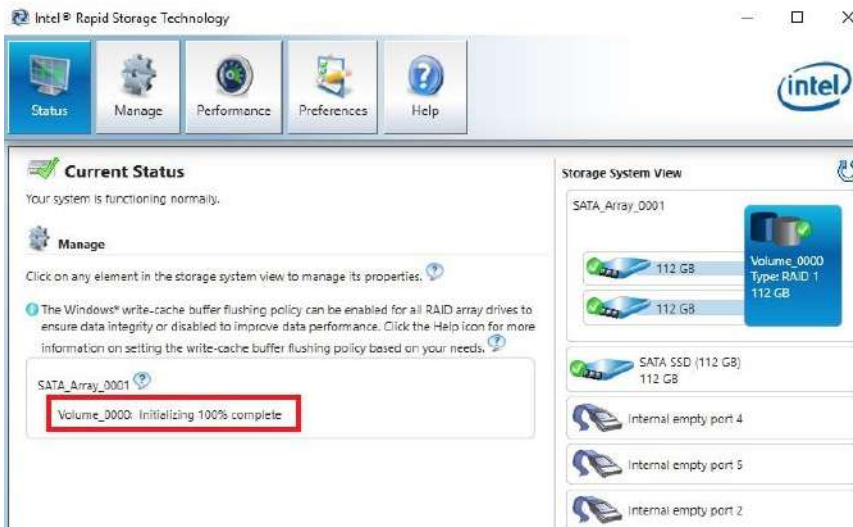 Intel® Rapid Storage Technology
Status
Manage
Performance
Preferences
Help
intel
Current Status
Your system is functioning normally.
Manage
Click on any element in the storage system view to manage its properties.
The Windows* write-cache buffer flushing policy can be enabled for all RAID array drives to
ensure data integrity or disabled to improve data performance. Click the Help icon for more
information on setting the write-cache buffer flushing policy based on your needs.
SATA_Array_0001
Volume_0000: Initializing 100% complete
Storage System View
SATA_Array_0001
112 GB
112 GB
Volume_0000
Type: RAID 1
112 GB
SATA SSD (112 GB)
112 GB
Internal empty port 4
Internal empty port 5
Internal empty port 2